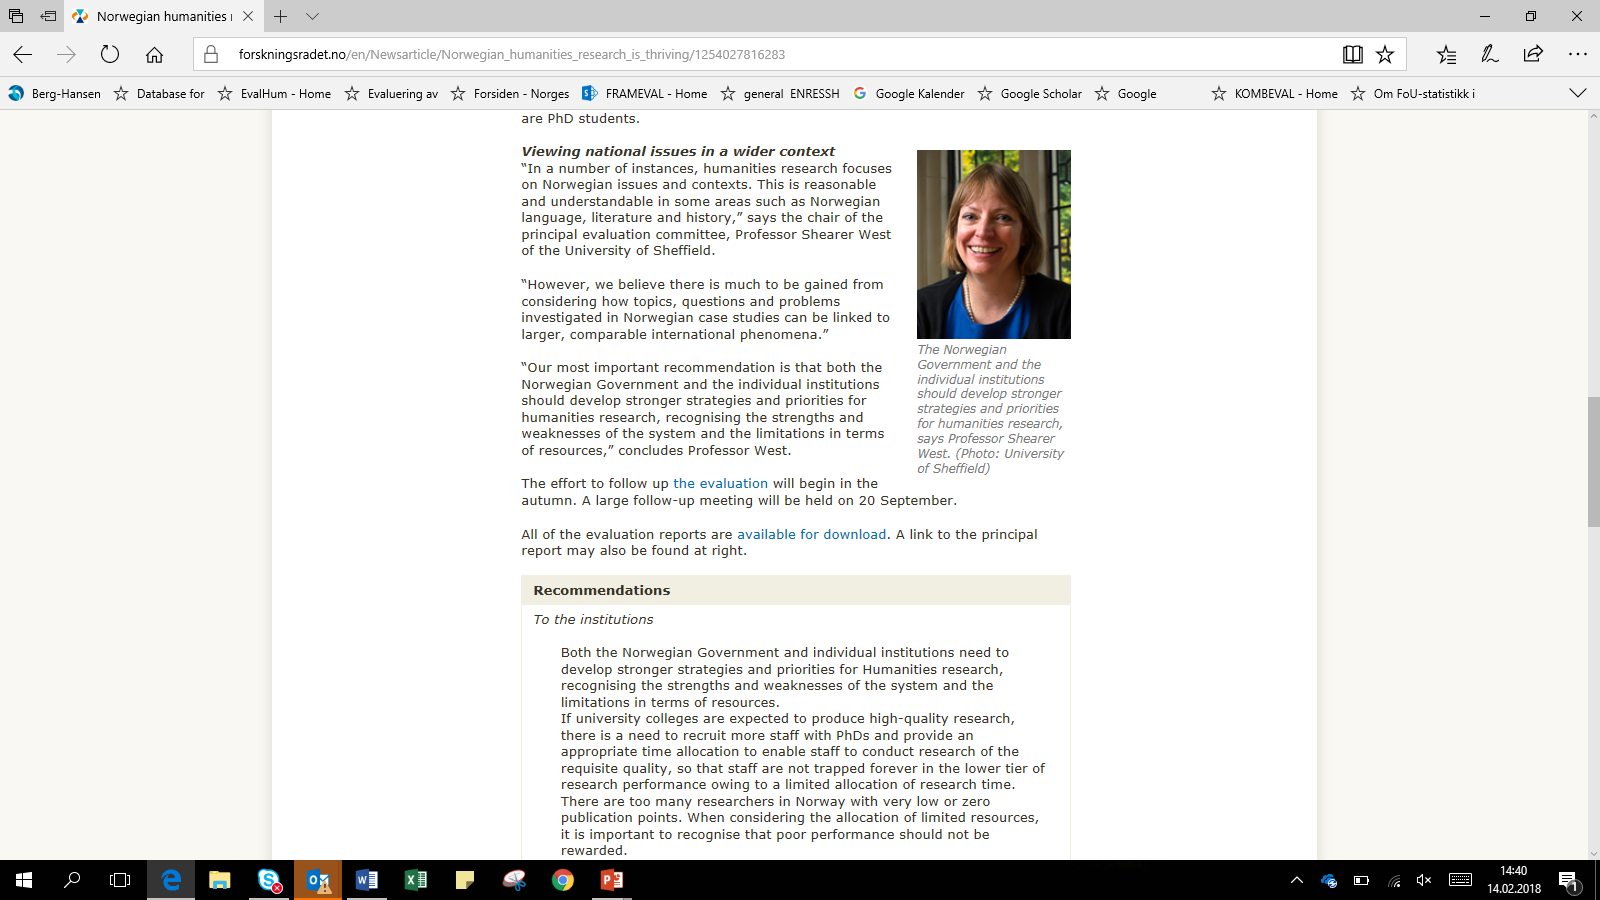 Norwegian humanities r
forskningsradet.no/en/Newsarticle/Norwegian_humanities_research_is_thriving/1254027816283
Berg-Hansen Database for EvalHum - Home Evaluering av Forsiden - Norges FRAMEVAL - Home general ENRESSH Google Kalender Google Scholar Google KOMBEVAL - Home Om FoU-statistikk i
are PhD students.
Viewing national issues in a wider context
“In a number of instances, humanities research focuses
on Norwegian issues and contexts. This is reasonable
and understandable in some areas such as Norwegian
language, literature and history,” says the chair of the
principal evaluation committee, Professor Shearer West
of the University of Sheffield.
“However, we believe there is much to be gained from
considering how topics, questions and problems
investigated in Norwegian case studies can be linked to
larger, comparable international phenomena.”
“Our most important recommendation is that both the
Norwegian Government and the individual institutions
should develop stronger strategies and priorities for
humanities research, recognising the strengths and
weaknesses of the system and the limitations in terms
of resources,” concludes Professor West.
The Norwegian
Government and the
individual institutions
should develop stronger
strategies and priorities
for humanities research,
says Professor Shearer
West. (Photo: University
of Sheffield)
The effort to follow up the evaluation will begin in the
autumn. A large follow-up meeting will be held on 20 September.
All of the evaluation reports are available for download. A link to the principal
report may also be found at right.
Recommendations
To the institutions
Both the Norwegian Government and individual institutions need to
develop stronger strategies and priorities for Humanities research,
recognising the strengths and weaknesses of the system and the
limitations in terms of resources.
If university colleges are expected to produce high-quality research,
there is a need to recruit more staff with PhDs and provide an
appropriate time allocation to enable staff to conduct research of the
requisite quality, so that staff are not trapped forever in the lower tier of
research performance owing to a limited allocation of research time.
There are too many researchers in Norway with very low or zero
publication points. When considering the allocation of limited resources,
it is important to recognise that poor performance should not be
rewarded.
14:40
14.02.2018
1